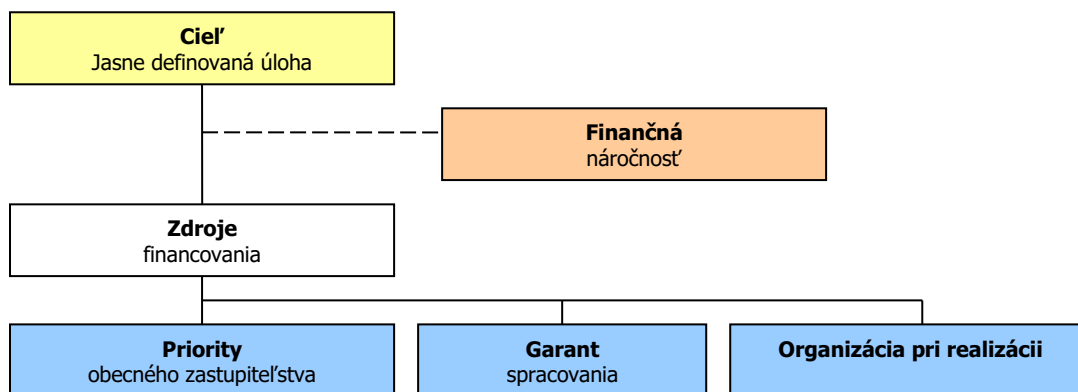 Cieľ
Jasne definovaná úloha
Finančná
náročnosť
Zdroje
financovania
Priority
obecného zastupiteľstva
Garant
spracovania
Organizácia pri realizácii